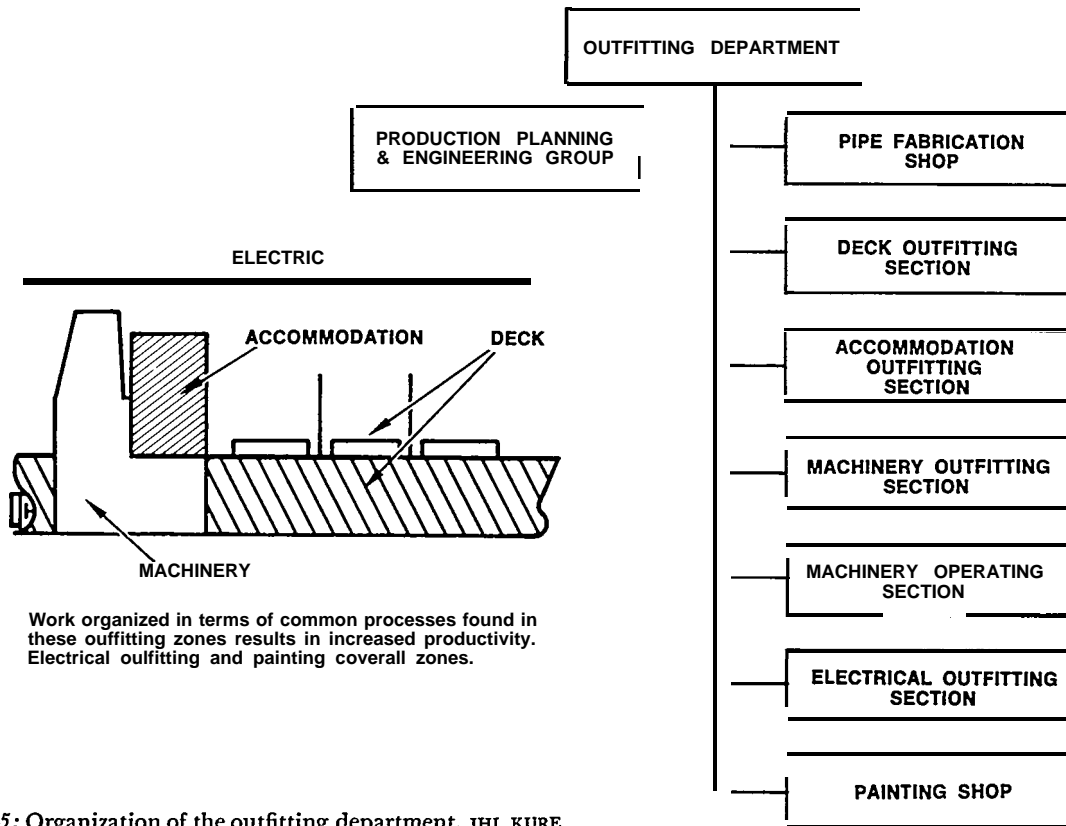 OUTFITTING DEPARTMENT
PRODUCTION PLANNING
& ENGINEERING GROUP
PIPE FABRICATION
SHOP
DECK OUTFITTING
SECTION
ACCOMMODATION
OUTFITTING
SECTION
MACHINERY OUTFITTING
SECTION
MACHINERY OPERATING
SECTION
ELECTRICAL OUTFITTING
SECTION
PAINTING SHOP
ELECTRIC
ACCOMMODATION
DECK
MACHINERY
Work organized in terms of common processes found in
these ouffitting zones results in increased productivity.
Electrical oulfitting and painting coverall zones.
5: Organization of the outfitting department, IHI, KURE